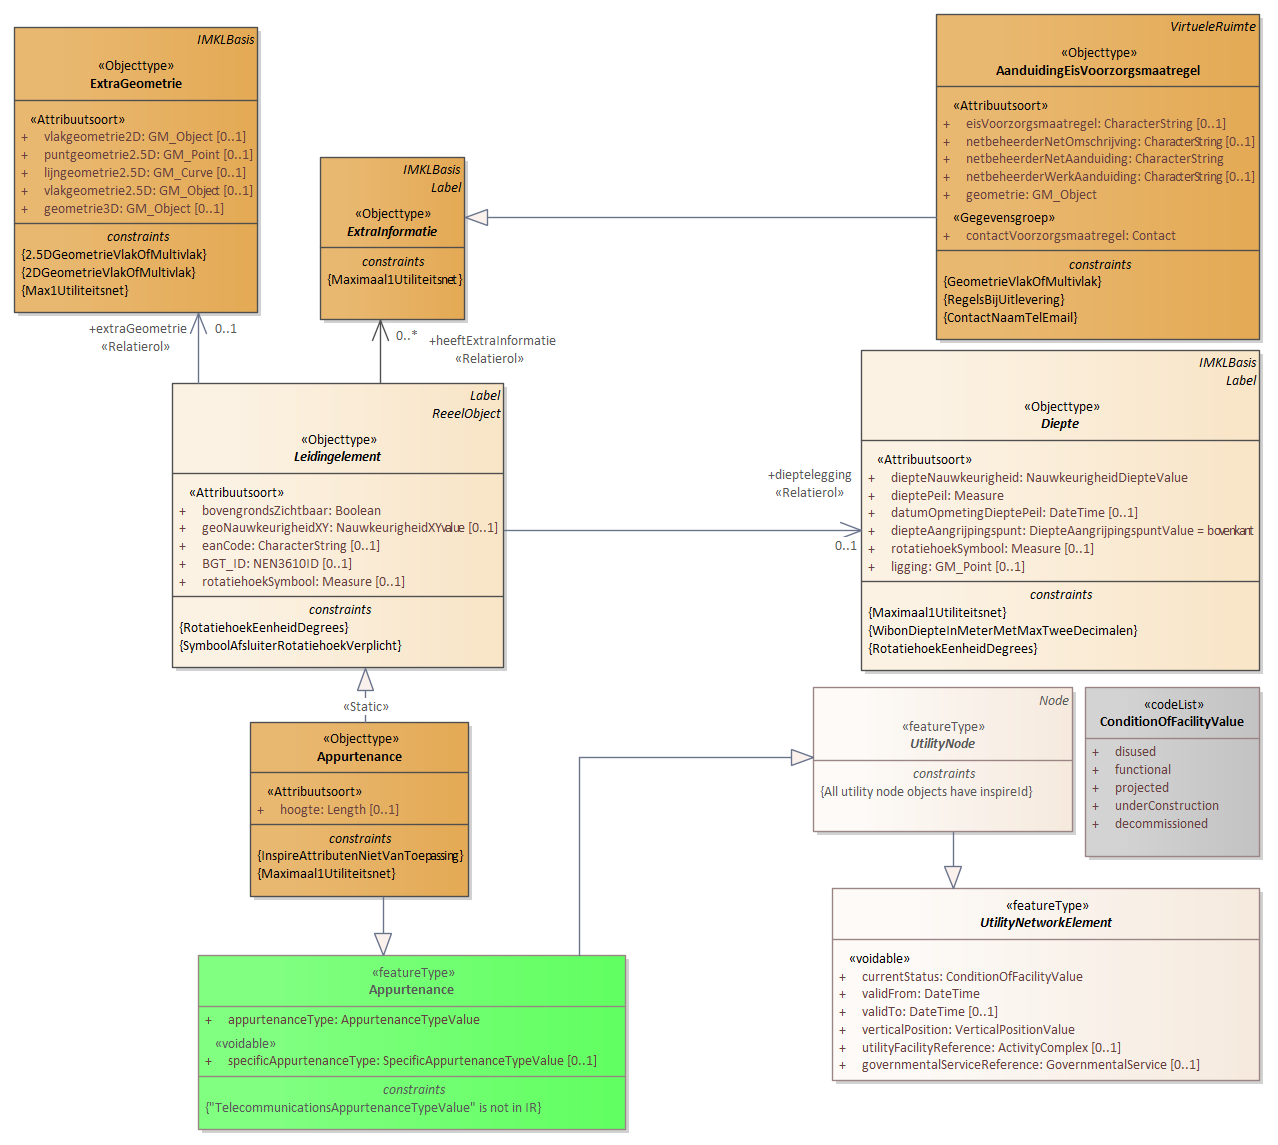 IMKLBasis
«Objecttype»
ExtraGeometrie
«Attribuutsoort»
+ vlakgeometrie2D: GM_Object [0..1]
+ puntgeometrie2.5D: GM_Point [0..1]
+ lijngeometrie2.5D: GM_Curve [0..1]
+ vlakgeometrie2.5D: GM_Object [0..1]
+ geometrie3D: GM_Object [0..1]
constraints
{2.5DGeometrieVlakOfMultivlak}
{2DGeometrieVlakOfMultivlak}
{Max1Utiliteitsnet}
IMKLBasis
Label
«Objecttype»
ExtraInformatie
constraints
{Maximaal1Utiliteitsnet}
VirtueleRuimte
«Objecttype»
AanduidingEisVoorzorgsmaatregel
«Attribuutsoort»
+ eisVoorzorgsmaatregel: CharacterString [0..1]
+ netbeheerderNetOmschrijving: CharacterString [0..1]
+ netbeheerderNetAanduiding: CharacterString
+ netbeheerderWerkAanduiding: CharacterString [0..1]
+ geometrie: GM_Object
«Gegevensgroep»
+ contactVoorzorgsmaatregel: Contact
constraints
{GeometrieVlakOfMultivlak}
{RegelsBijUitlevering}
{ContactNaamTelEmail}
+extraGeometrie 0..1
«Relatierol»
0..* +heeftExtraInformatie
«Relatierol»
Label
ReeelObject
«Objecttype»
Leidingelement
«Attribuutsoort»
+ bovengrondsZichtbaar: Boolean
+ geoNauwkeurigheidXY: NauwkeurigheidXYvalue [0..1]
+ eanCode: CharacterString [0..1]
+ BGT_ID: NEN3610ID [0..1]
+ rotatiehoekSymbool: Measure [0..1]
constraints
{RotatiehoekEenheidDegrees}
{SymboolAfsluiterRotatiehoekVerplicht}
+dieptelegging
«Relatierol»
0..1
IMKLBasis
Label
«Objecttype»
Diepte
«Attribuutsoort»
+ diepteNauwkeurigheid: NauwkeurigheidDiepteValue
+ dieptePeil: Measure
+ datumOpmetingDieptePeil: DateTime [0..1]
+ diepteAangrijpingspunt: DiepteAangrijpingspuntValue = bovenkant
+ rotatiehoekSymbool: Measure [0..1]
+ ligging: GM_Point [0..1]
constraints
{Maximaal1Utiliteitsnet}
{WibonDiepteInMeterMetMaxTweeDecimalen}
{RotatiehoekEenheidDegrees}
«Static»
«Objecttype»
Appurtenance
«Attribuutsoort»
+ hoogte: Length [0..1]
constraints
{InspireAttributenNietVanToepassing}
{Maximaal1Utiliteitsnet}
Node
«featureType»
UtilityNode
constraints
{All utility node objects have inspireId}
«codeList»
ConditionOfFacilityValue
+ disused
+ functional
+ projected
+ underConstruction
+ decommissioned
«featureType»
UtilityNetworkElement
«voidable»
+ currentStatus: ConditionOfFacilityValue
+ validFrom: DateTime
+ validTo: DateTime [0..1]
+ verticalPosition: VerticalPositionValue
+ utilityFacilityReference: ActivityComplex [0..1]
+ governmentalServiceReference: GovernmentalService [0..1]
«featureType»
Appurtenance
+ appurtenanceType: AppurtenanceTypeValue
«voidable»
+ specificAppurtenanceType: SpecificAppurtenanceTypeValue [0..1]
constraints
{"TelecommunicationsAppurtenanceTypeValue" is not in IR}